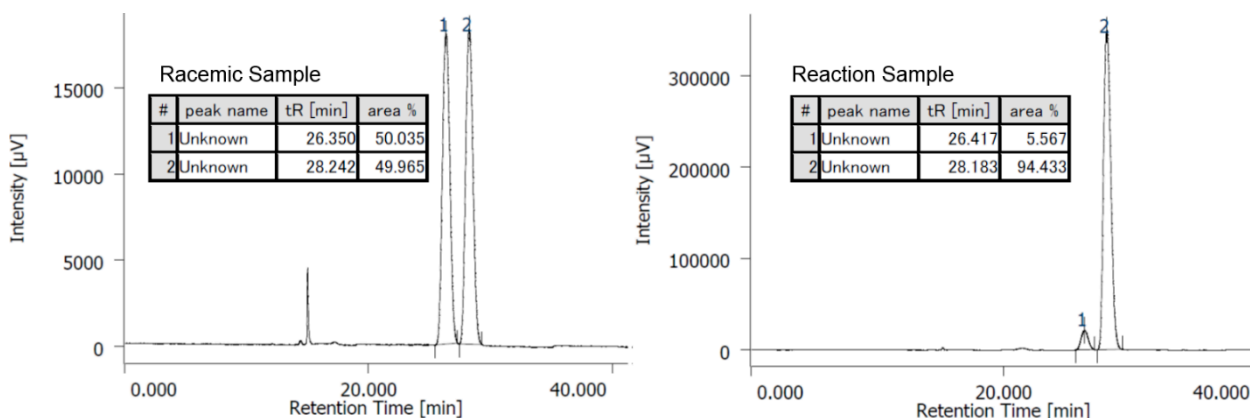 1 2
15000
10000
5000
0
Intensity [µV]
Racemic Sample
# peak name tR [min] area %
1 Unknown 26.350 50.035
2 Unknown 28.242 49.965
0.000 20.000 40.000
Retention Time [min]
2
300000
200000
100000
0
Intensity [µV]
Reaction Sample
# peak name tR [min] area %
1 Unknown 26.417 5.567
2 Unknown 28.183 94.433
1
0.000 20.000 40.000
Retention Time [min]